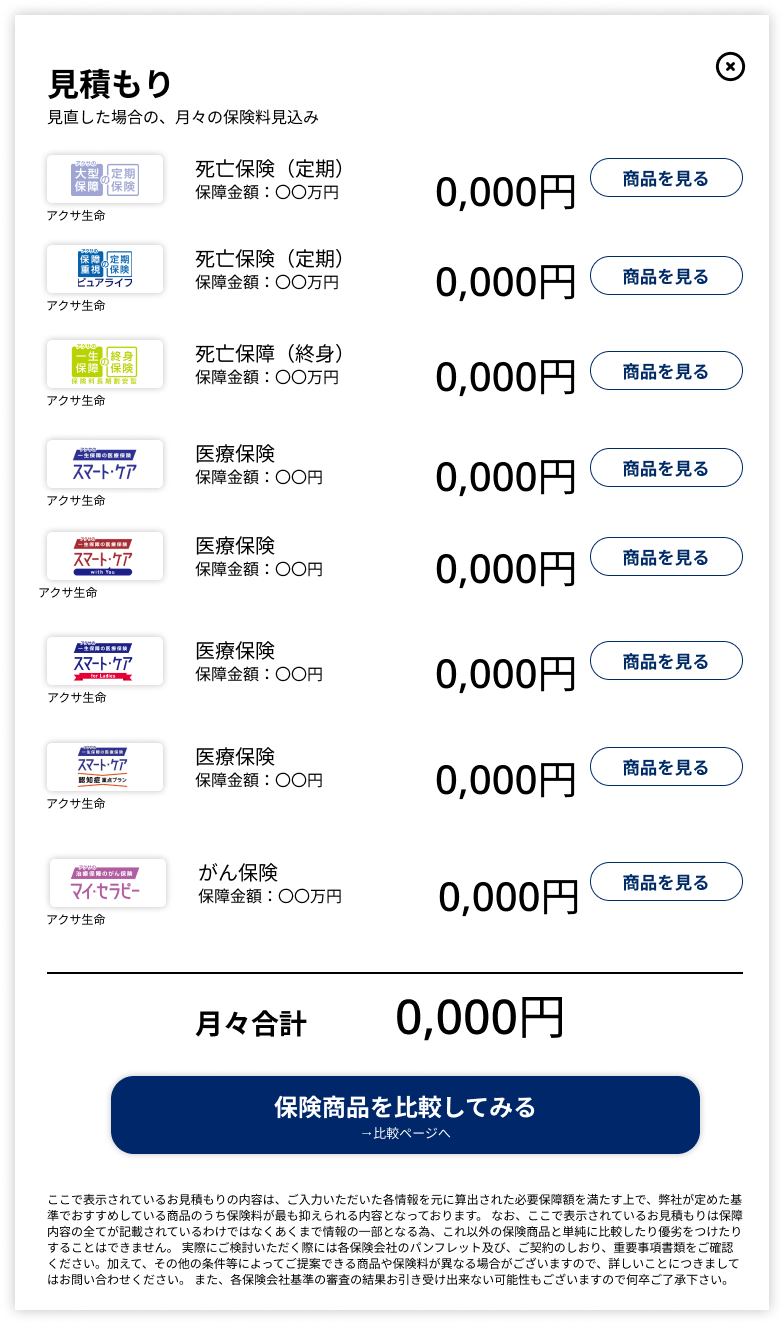 見積もり
見直した場合の、月々の保険料見込み
アクサの
大型保障の定期保険
アクサ生命
死亡保険（定期）
保障金額：〇〇万円
0,000円
商品を見る
アクサの
保障重視の定期保険
ピュアライフ
アクサ生命
死亡保険（定期）
保障金額：〇〇万円
0,000円
商品を見る
アクサの
一生保障の終身保険
保険料長期割安型
アクサ生命
死亡保障（終身）
保障金額：〇〇万円
0,000円
商品を見る
アクサの
一生保障の医療保険
スマート・ケア
アクサ生命
医療保険
保障金額：〇〇円
0,000円
商品を見る
アクサの
一生保障の医療保険
スマート・ケア
with You
アクサ生命
医療保険
保障金額：〇〇円
0,000円
商品を見る
アクサの
一生保障の医療保険
スマート・ケア
for Ladies
アクサ生命
医療保険
保障金額：〇〇円
0,000円
商品を見る
アクサの
一生保障の医療保険
スマート・ケア
認知症重点プラン
アクサ生命
医療保険
保障金額：〇〇円
0,000円
商品を見る
アクサの
治療保障のがん保険
マイ・セラピー
アクサ生命
がん保険
保障金額：〇〇万円
0,000円
商品を見る
月々合計
0,000円
保険商品を比較してみる
→比較ページへ
ここで表示されているお見積もりの内容は、ご入力いただいた各情報を元に算出された必要保障額を満たす上で、弊社が定めた基
準でおすすめしている商品のうち保険料が最も抑えられる内容となっております。 なお、ここで表示されているお見積もりは保障
内容の全てが記載されているわけではなくあくまで情報の一部となる為、これ以外の保険商品と単純に比較したり優劣をつけたり
することはできません。 実際にご検討いただく際には各保険会社のパンフレット及び、ご契約のしおり、重要事項書類をご確認
ください。加えて、その他の条件等によってご提案できる商品や保険料が異なる場合がございますので、詳しいことにつきまして
はお問い合わせください。 また、各保険会社基準の審査の結果お引き受け出来ない可能性もございますので何卒ご了承下さい。